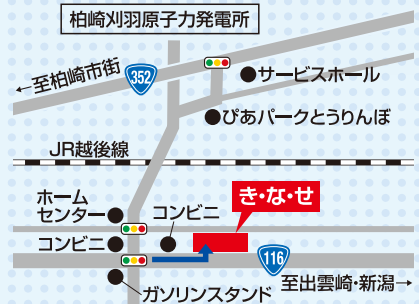 柏崎刈羽原子力発電所
←至柏崎市街
352
サービスホール
ぴあパークとうりんぼ
JR越後線
ホーム
センター
コンビニ
き・な・せ
コンビニ
116
至出雲崎・新潟→
ガソリンスタンド